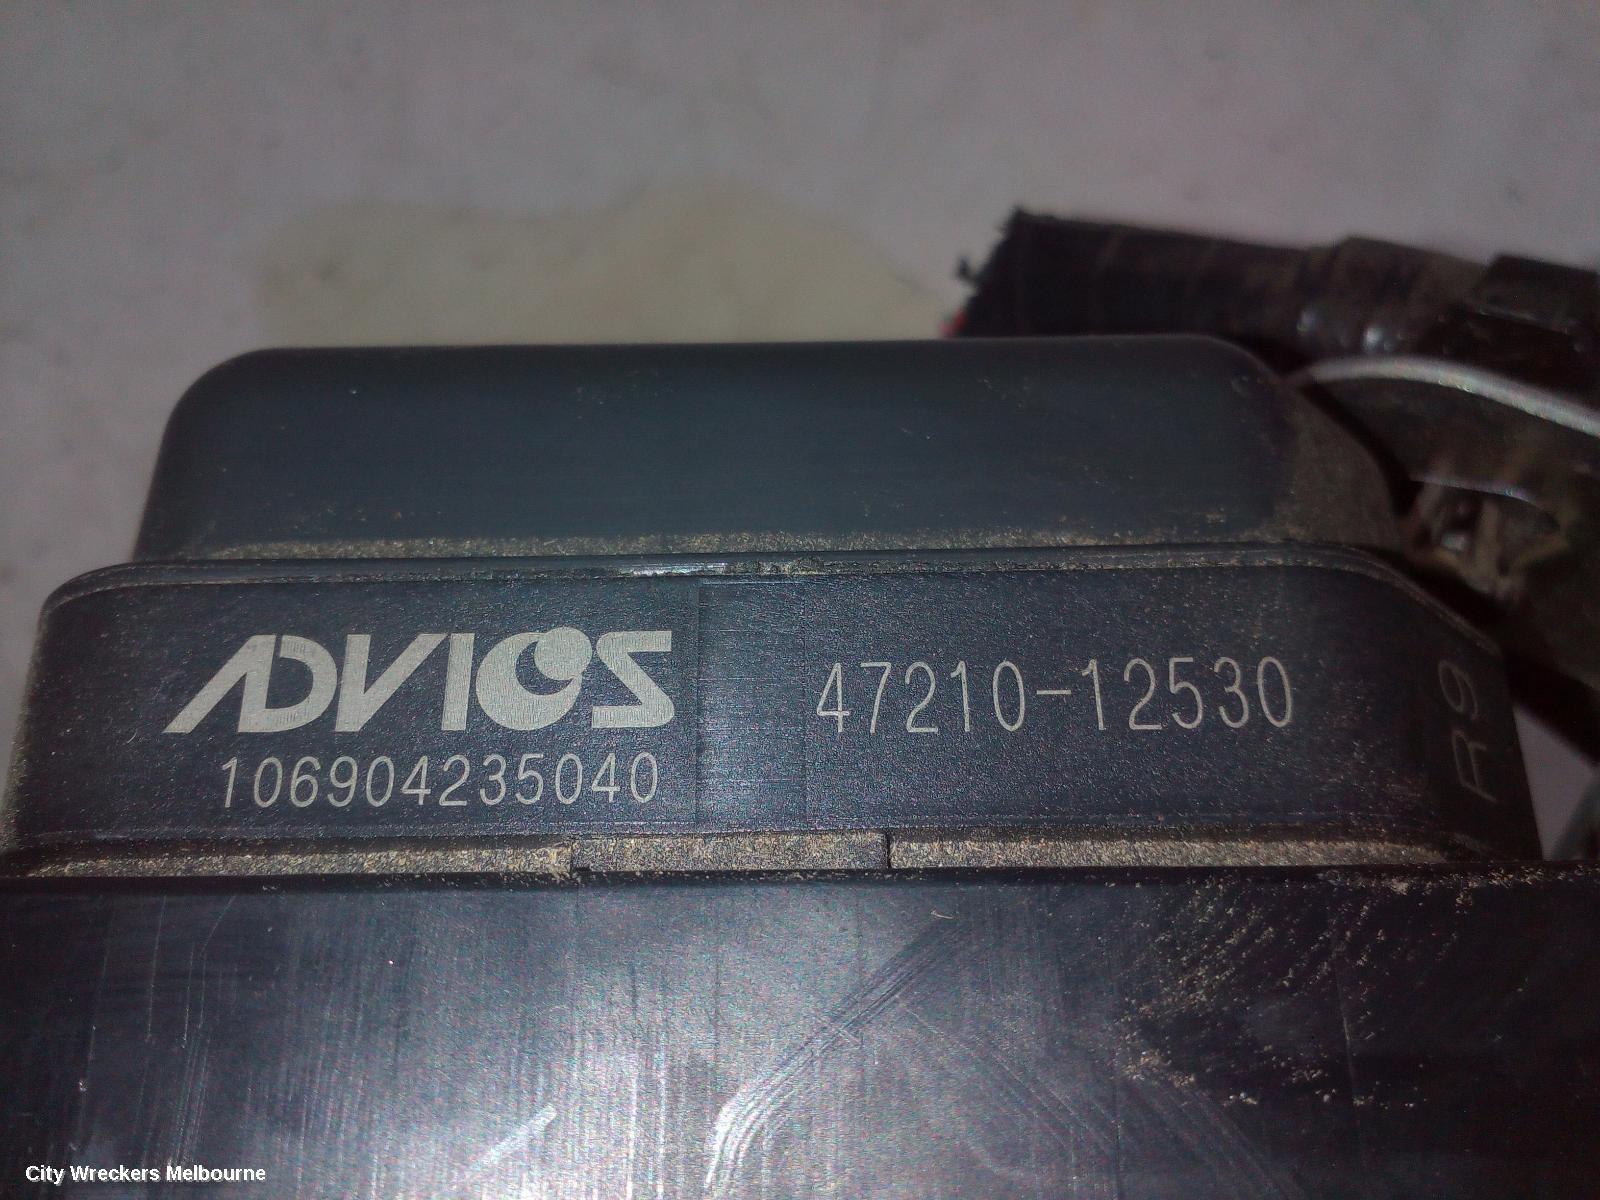 ADVICS
47210-12530
106904235040
R9
City Wreckers Melbourne